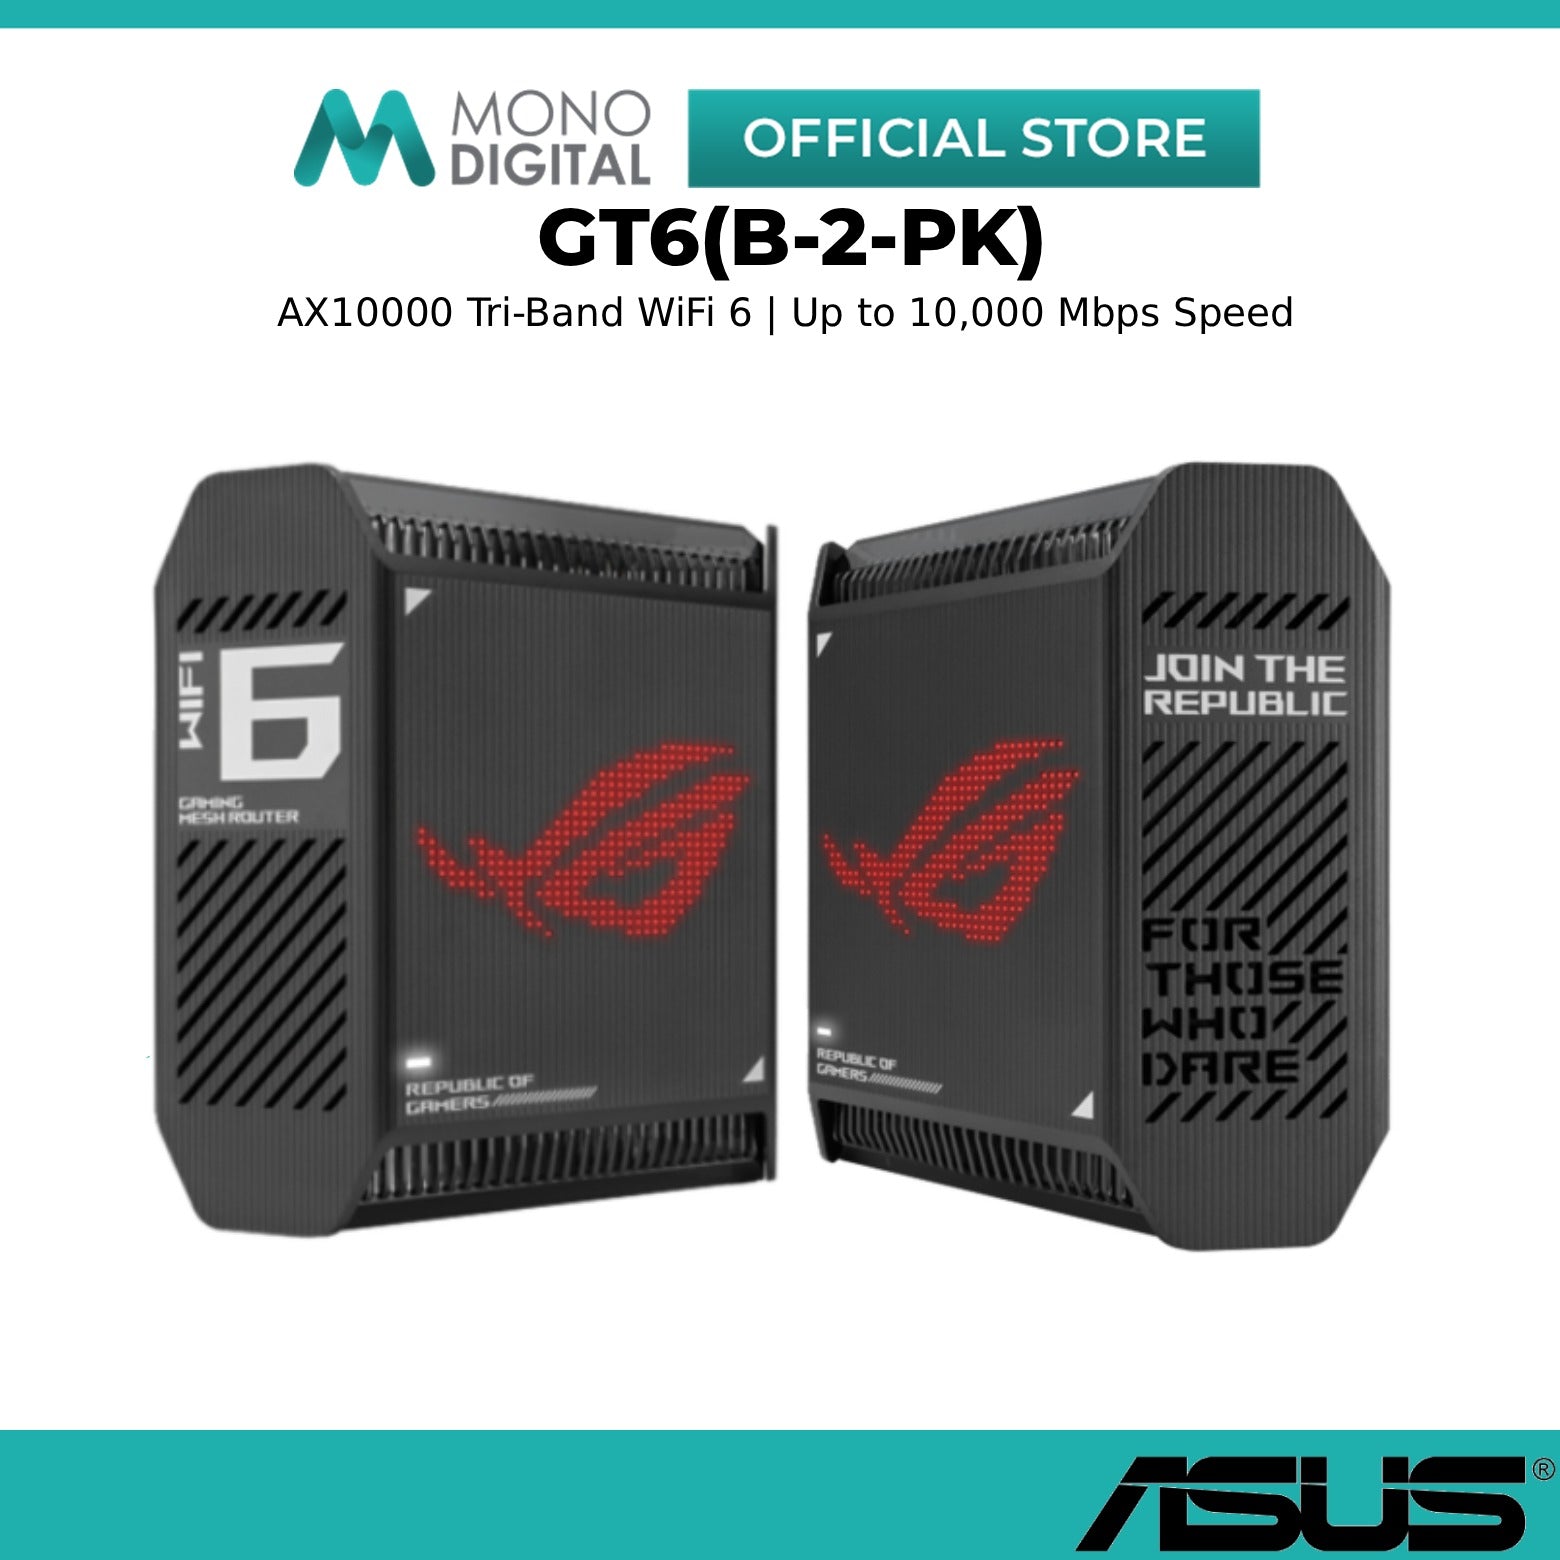 MONO
DIGITAL
OFFICIAL STORE
GT6(B-2-PK)
AX10000 Tri-Band WiFi 6 | Up to 10,000 Mbps Speed
WIFI
6
GAMING
MESH ROUTER
REPUBLIC OF
GAMERS
REPUBLIC OF
GAMERS
JOIN THE
REPUBLIC
FOR
THOSE
WHO
DARE
ASUS®